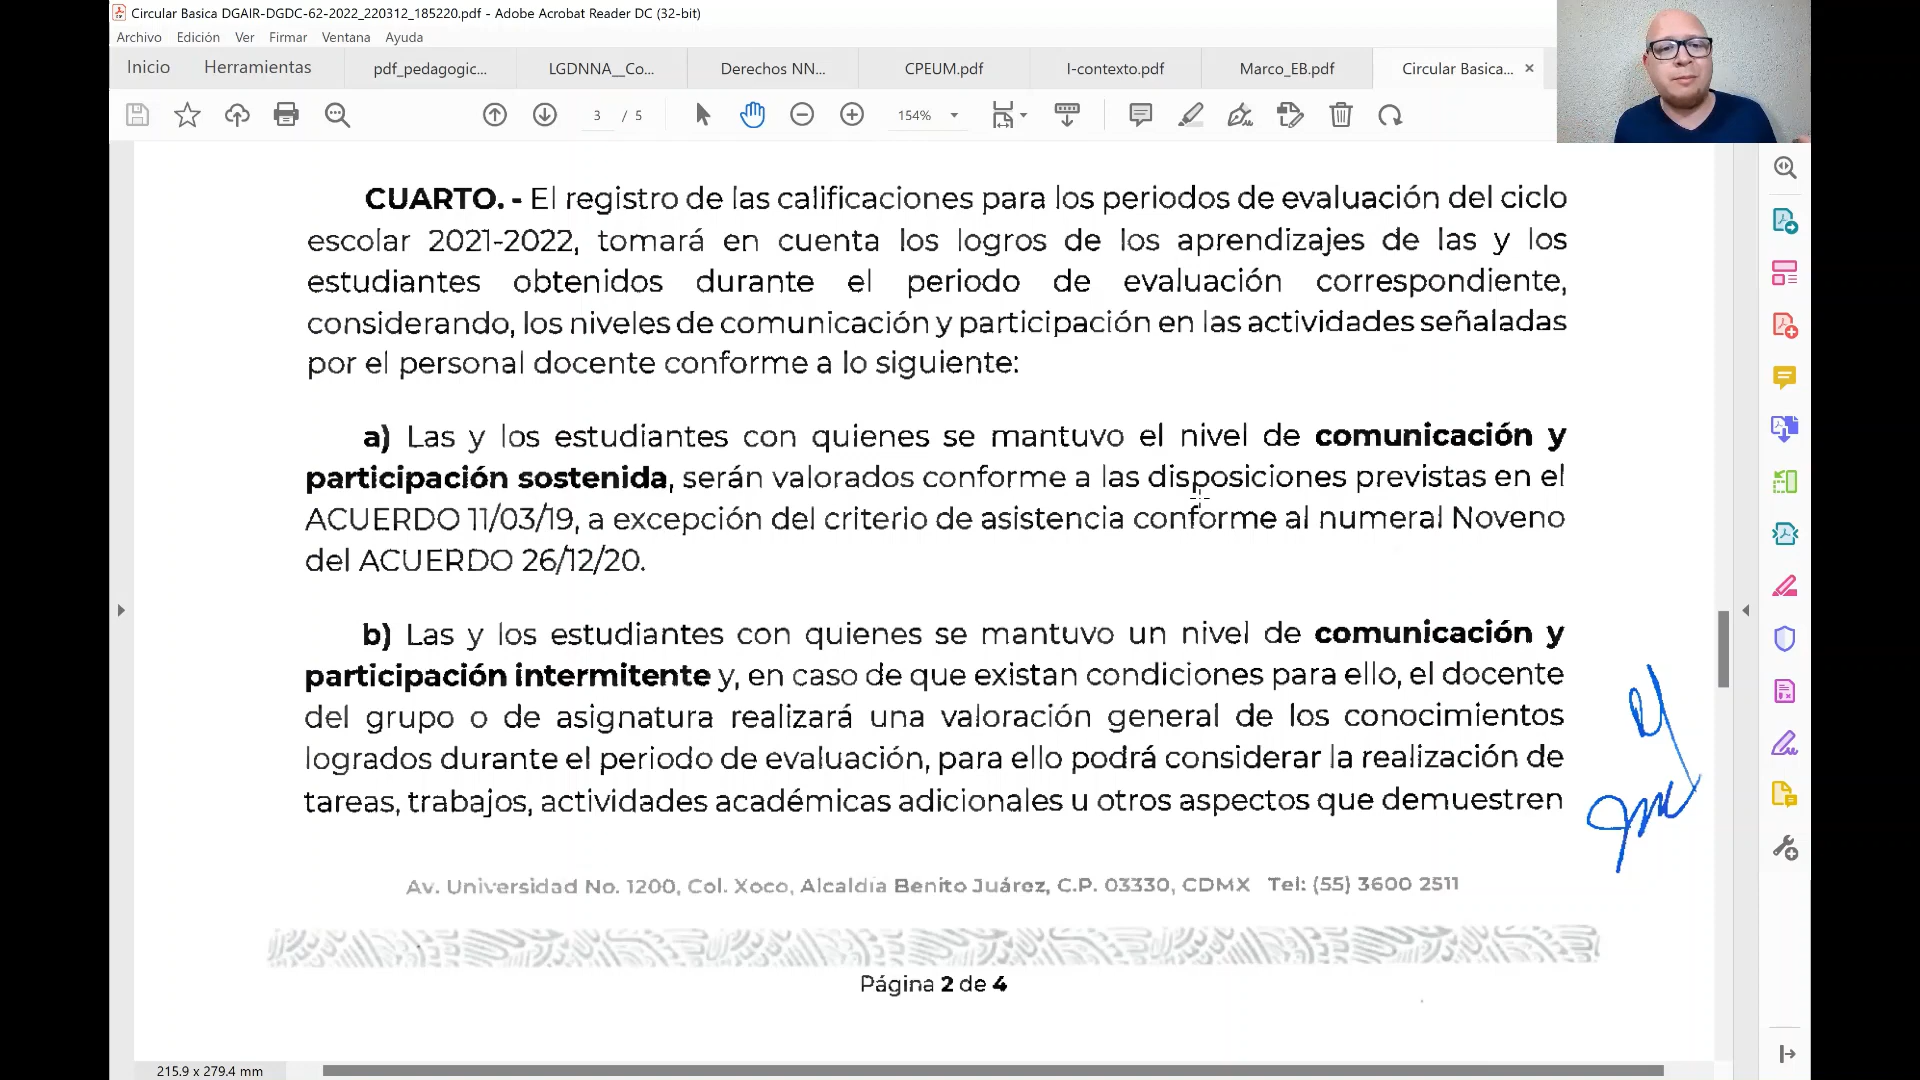 Circular Basica DGAIR-DGDC-62-2022_220312_185220.pdf - Adobe Acrobat Reader DC (32-bit)
Archivo Edición Ver Firmar Ventana Ayuda
Inicio Herramientas pdf_pedagogic... LGDNNA__Co... Derechos NN... CPEUM.pdf I-contexto.pdf Marco_EB.pdf Circular Basica... ×
3 / 5 154%
CUARTO. - El registro de las calificaciones para los periodos de evaluación del ciclo
escolar 2021-2022, tomará en cuenta los logros de los aprendizajes de las y los
estudiantes obtenidos durante el periodo de evaluación correspondiente,
considerando, los niveles de comunicación y participación en las actividades señaladas
por el personal docente conforme a lo siguiente:
a) Las y los estudiantes con quienes se mantuvo el nivel de comunicación y
participación sostenida, serán valorados conforme a las disposiciones previstas en el
ACUERDO 11/03/19, a excepción del criterio de asistencia conforme al numeral Noveno
del ACUERDO 26/12/20.
b) Las y los estudiantes con quienes se mantuvo un nivel de comunicación y
participación intermitente y, en caso de que existan condiciones para ello, el docente
del grupo o de asignatura realizará una valoración general de los conocimientos
logrados durante el periodo de evaluación, para ello podrá considerar la realización de
tareas, trabajos, actividades académicas adicionales u otros aspectos que demuestren
Av. Universidad No. 1200, Col. Xoco, Alcaldía Benito Juárez, C.P. 03330, CDMX Tel: (55) 3600 2511
Página 2 de 4
215.9 x 279.4 mm